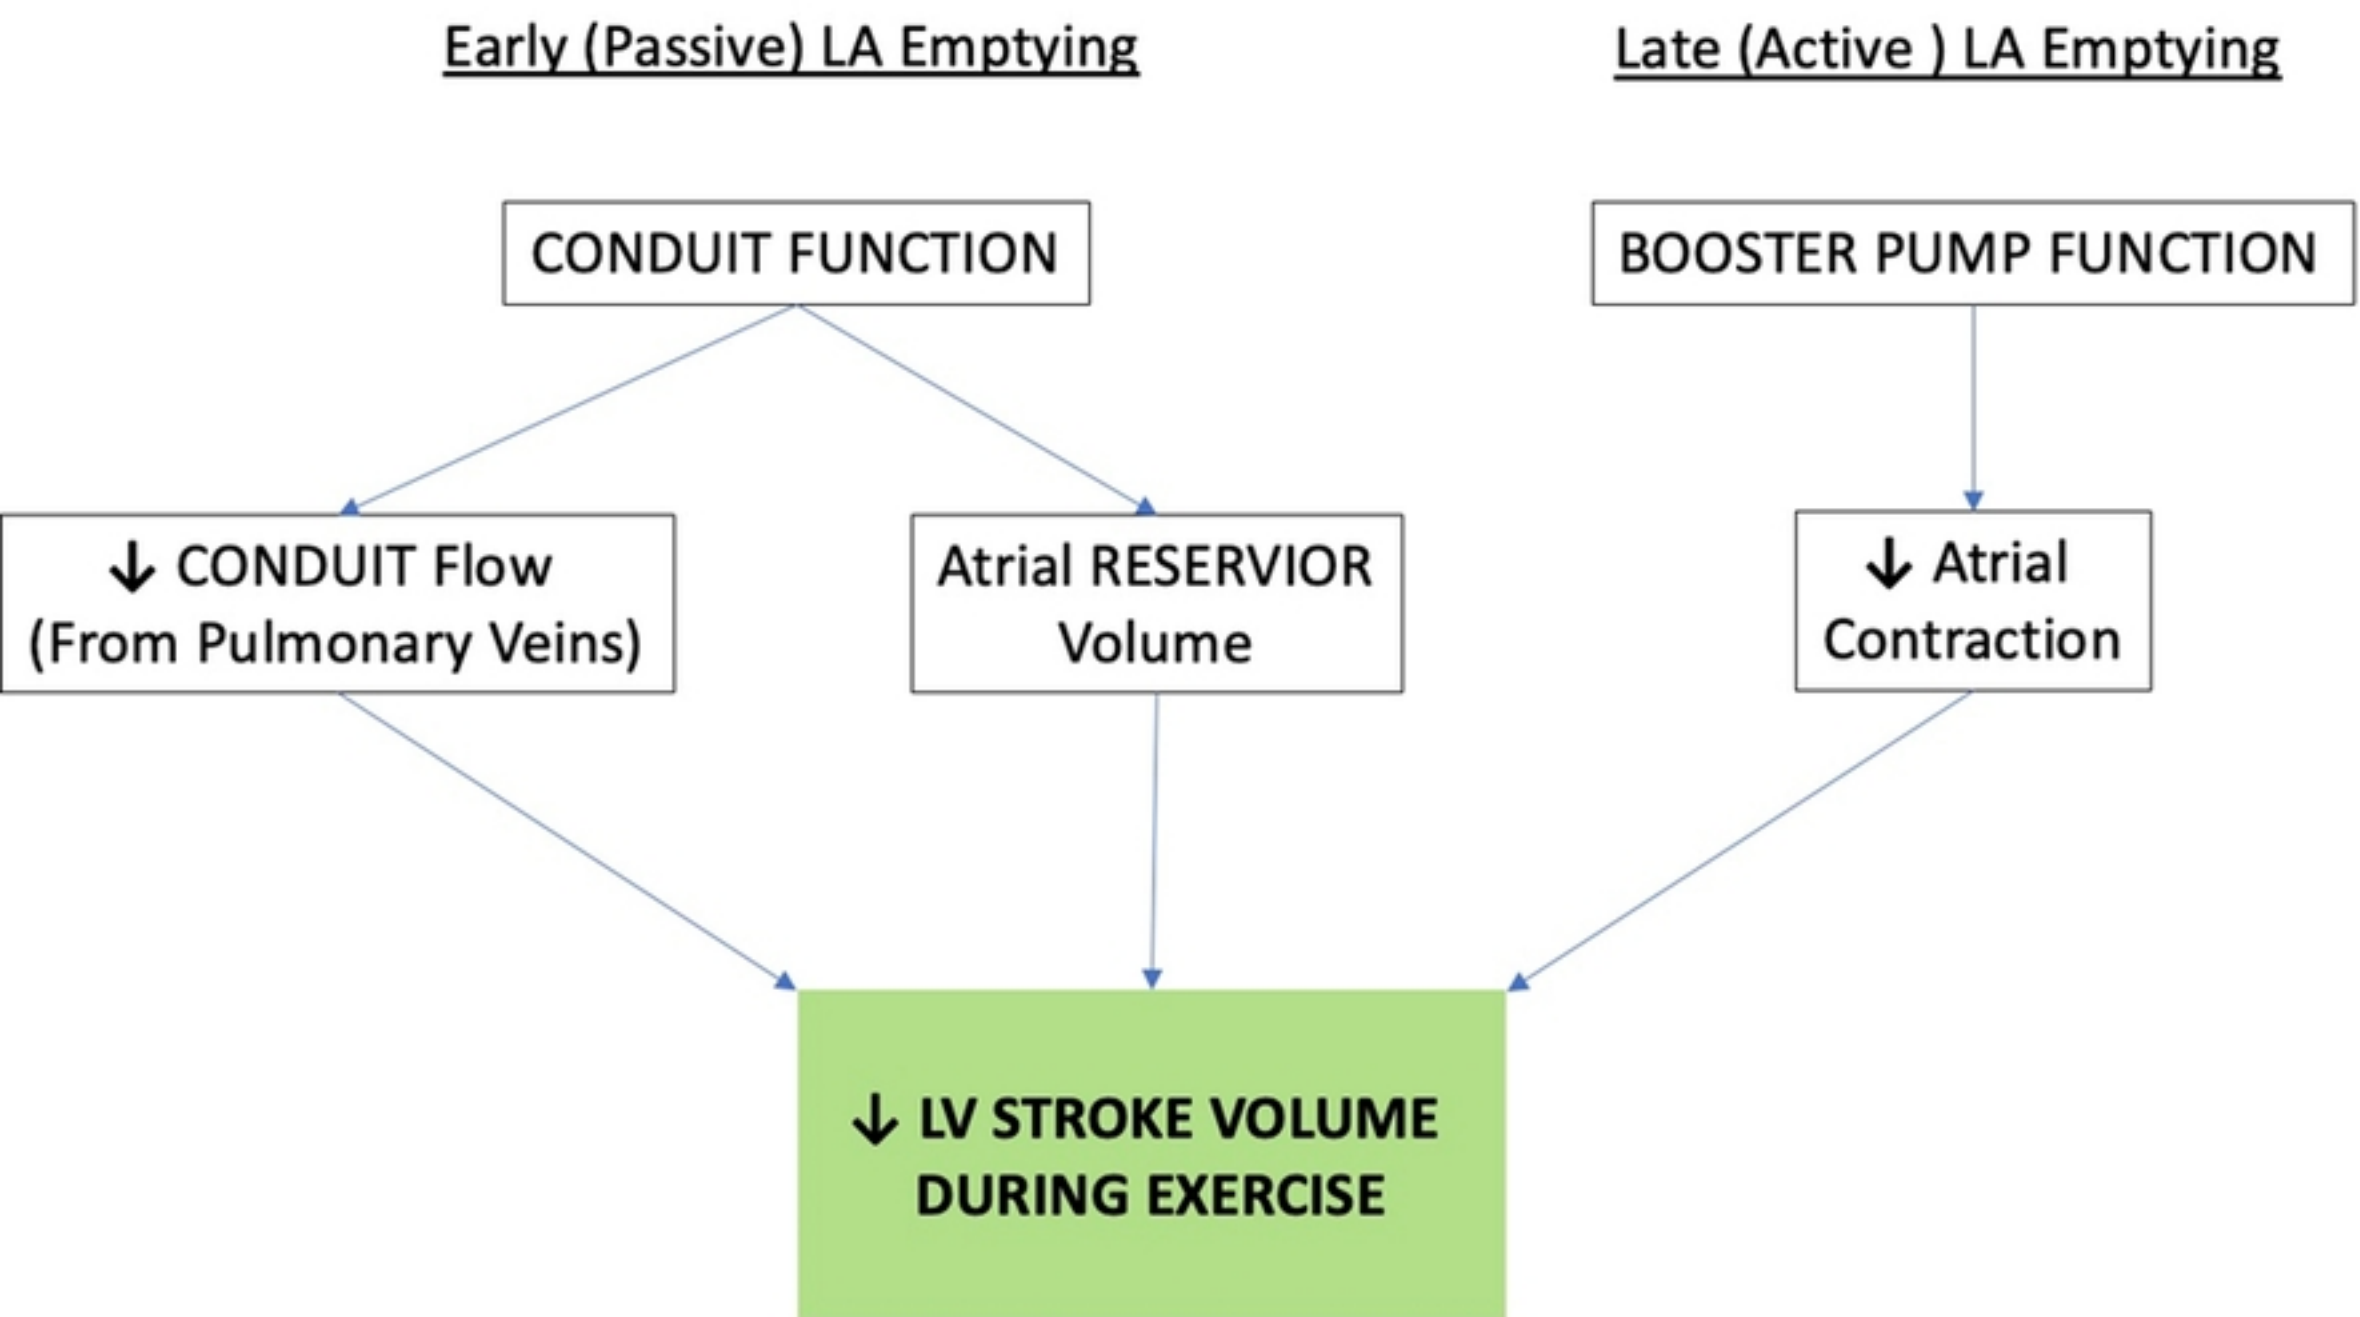 Early (Passive) LA Emptying
Late (Active ) LA Emptying
CONDUIT FUNCTION
BOOSTER PUMP FUNCTION
↓ CONDUIT Flow
(From Pulmonary Veins)
Atrial RESERVIOR
Volume
↓ Atrial
Contraction
↓ LV STROKE VOLUME
DURING EXERCISE